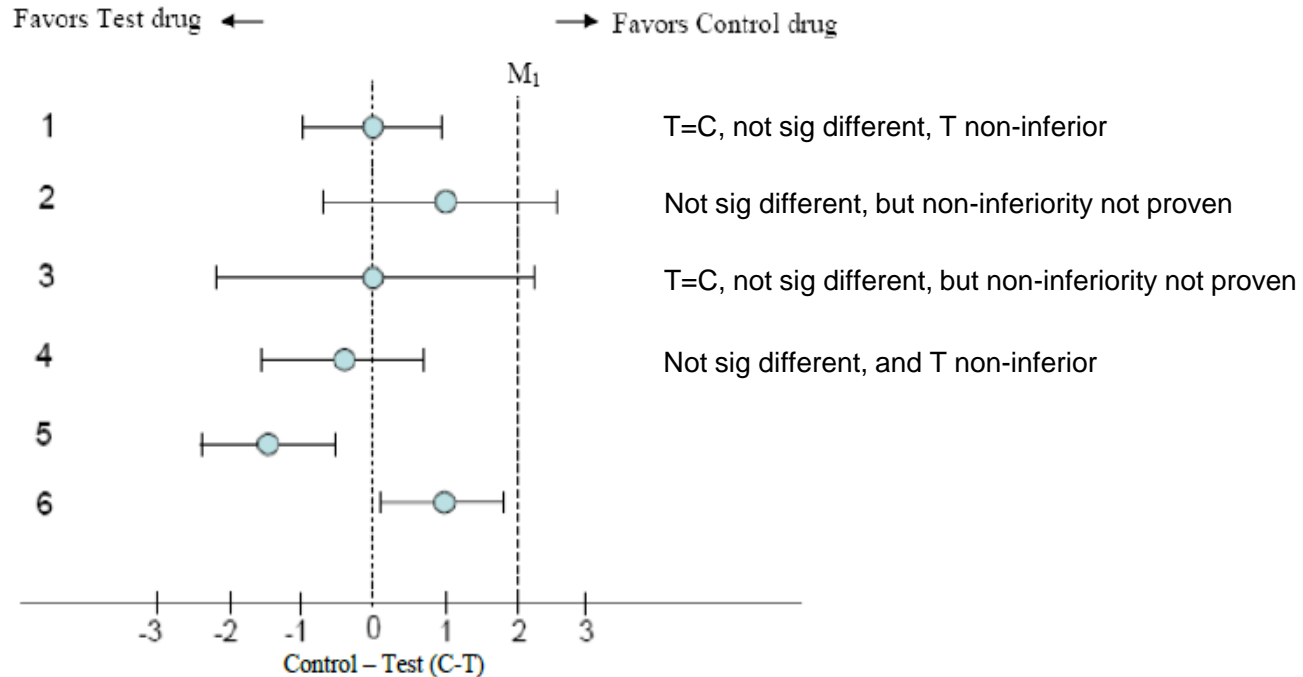 Favors Test drug ← → Favors Control drug
M₁
1 T=C, not sig different, T non-inferior
2 Not sig different, but non-inferiority not proven
3 T=C, not sig different, but non-inferiority not proven
4 Not sig different, and T non-inferior
5
6
-3 -2 -1 0 1 2 3
Control – Test (C-T)